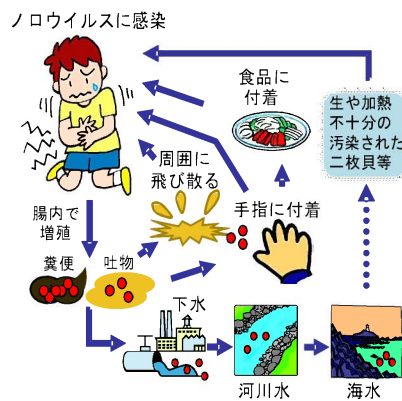 ノロウイルスに感染
食品に
付着
生や加熱
不十分の
汚染された
二枚貝等
周囲に
飛び散る
手指に付着
腸内で
増殖
糞便
吐物
下水
河川水
海水